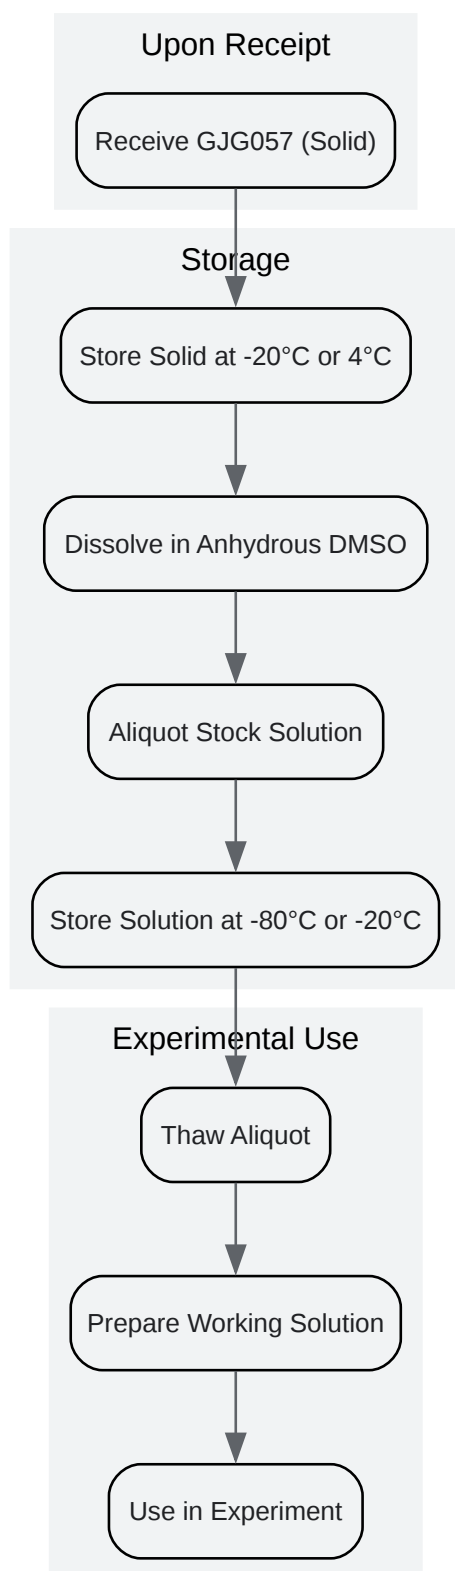 Upon Receipt
Receive GJG057 (Solid)
Storage
Store Solid at -20°C or 4°C
Dissolve in Anhydrous DMSO
Aliquot Stock Solution
Store Solution at -80°C or -20°C
Experimental Use
Thaw Aliquot
Prepare Working Solution
Use in Experiment